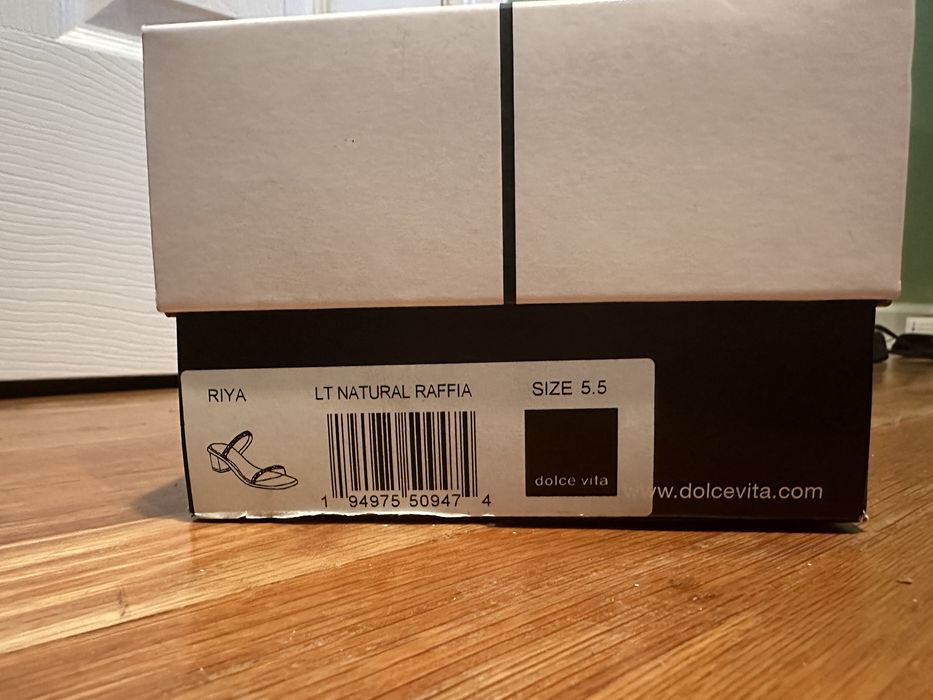 RIYA
LT NATURAL RAFFIA
SIZE 5.5
1 94975 50947 4
dolce vita
www.dolcevita.com